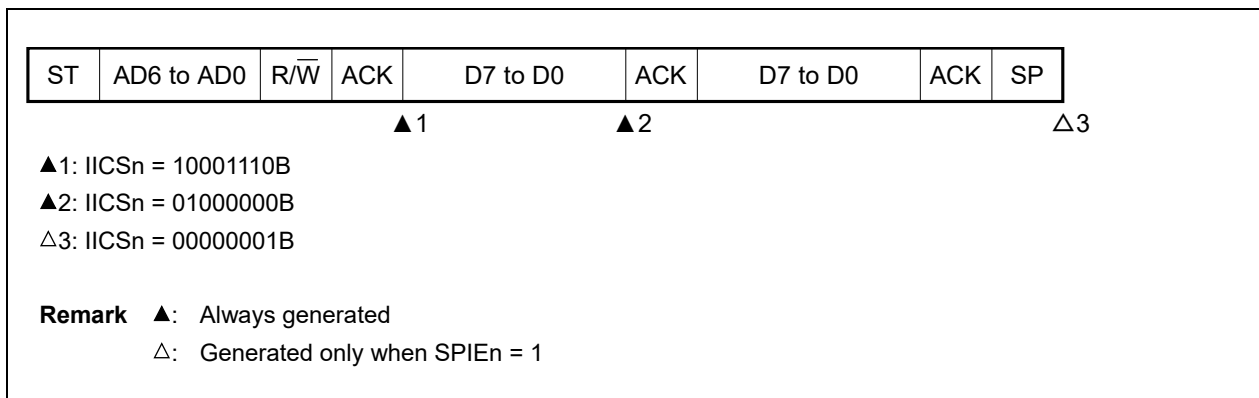 ST AD6 to AD0 R/W̅ ACK D7 to D0 ACK D7 to D0 ACK SP
▲1 ▲2 △3
▲1: IICSn = 10001110B
▲2: IICSn = 01000000B
△3: IICSn = 00000001B
Remark ▲: Always generated
△: Generated only when SPIEn = 1